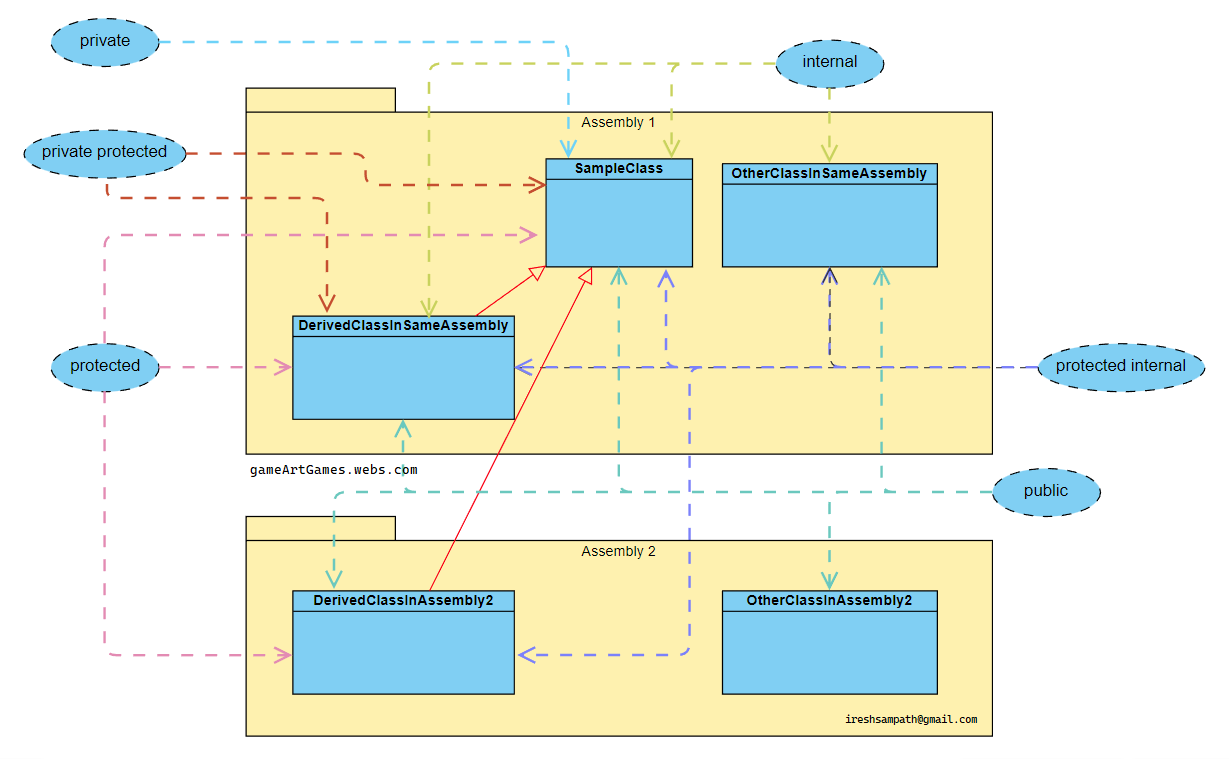 private
internal
Assembly 1
private protected
SampleClass
OtherClassInSameAssembly
DerivedClassInSameAssembly
protected
protected internal
gameArtGames.webs.com
public
Assembly 2
DerivedClassInAssembly2
OtherClassInAssembly2
ireshsampath@gmail.com